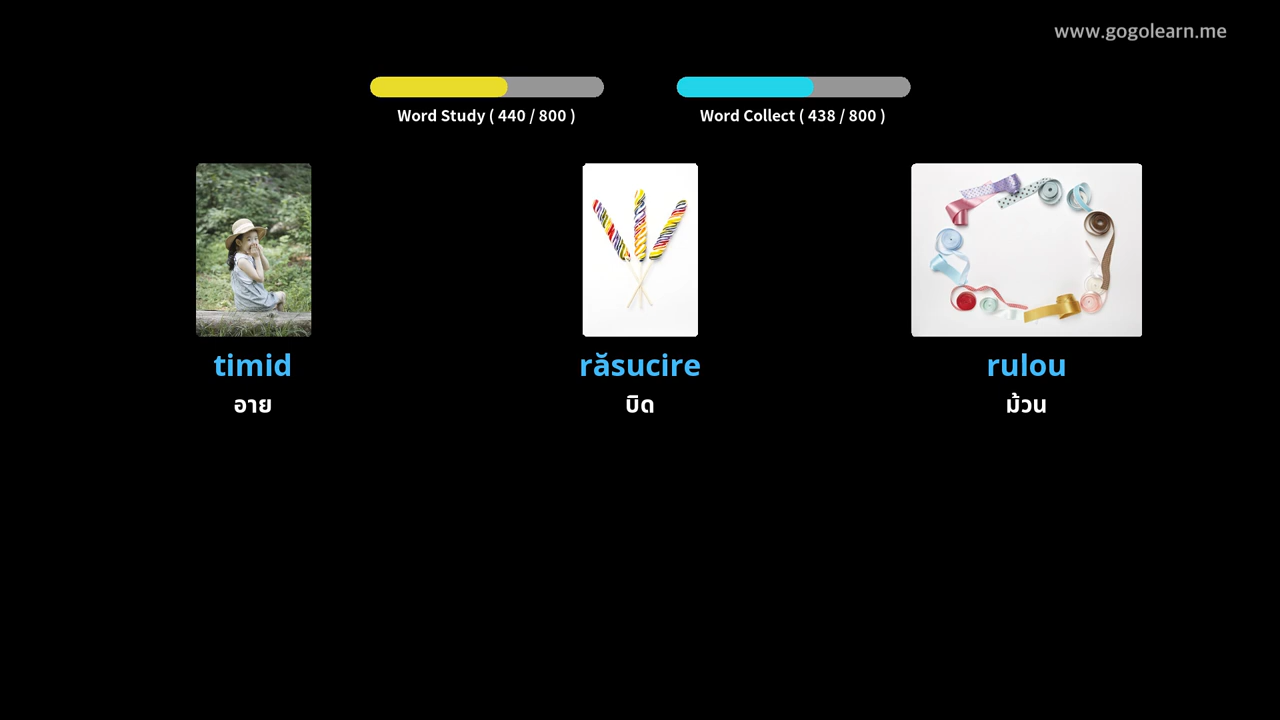 www.gogolearn.me
Word Study ( 440 / 800 )
Word Collect ( 438 / 800 )
timid
อาย
răsucire
บิด
rulou
ม้วน